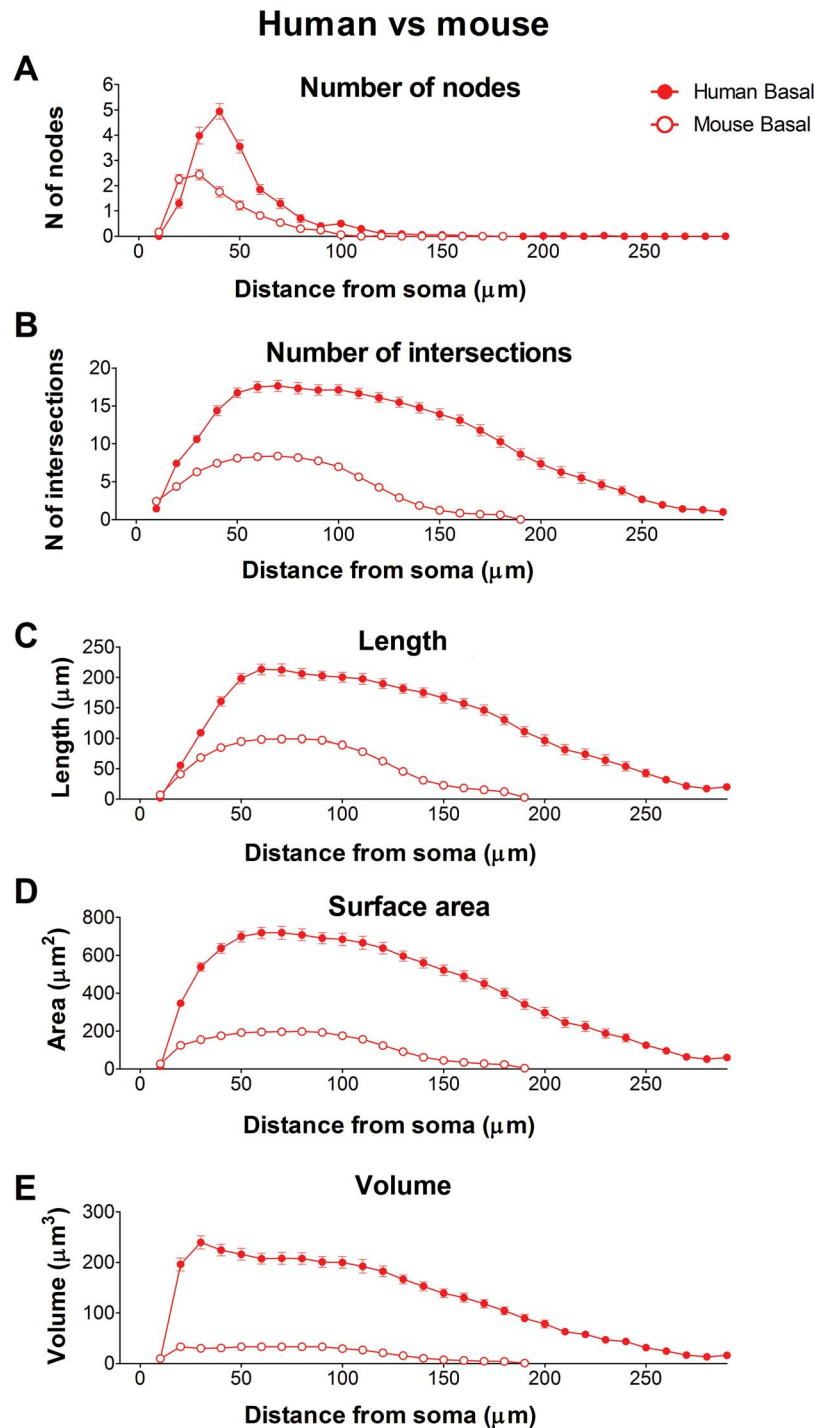 Human vs mouse
A
Number of nodes
Human Basal
Mouse Basal
N of nodes
6
5
4
3
2
1
0
0 50 100 150 200 250
Distance from soma (μm)
B
Number of intersections
N of intersections
20
15
10
5
0
0 50 100 150 200 250
Distance from soma (μm)
C
Length
Length (μm)
250
200
150
100
50
0
0 50 100 150 200 250
Distance from soma (μm)
D
Surface area
Area (μm²)
800
600
400
200
0
0 50 100 150 200 250
Distance from soma (μm)
E
Volume
Volume (μm³)
300
200
100
0
0 50 100 150 200 250
Distance from soma (μm)